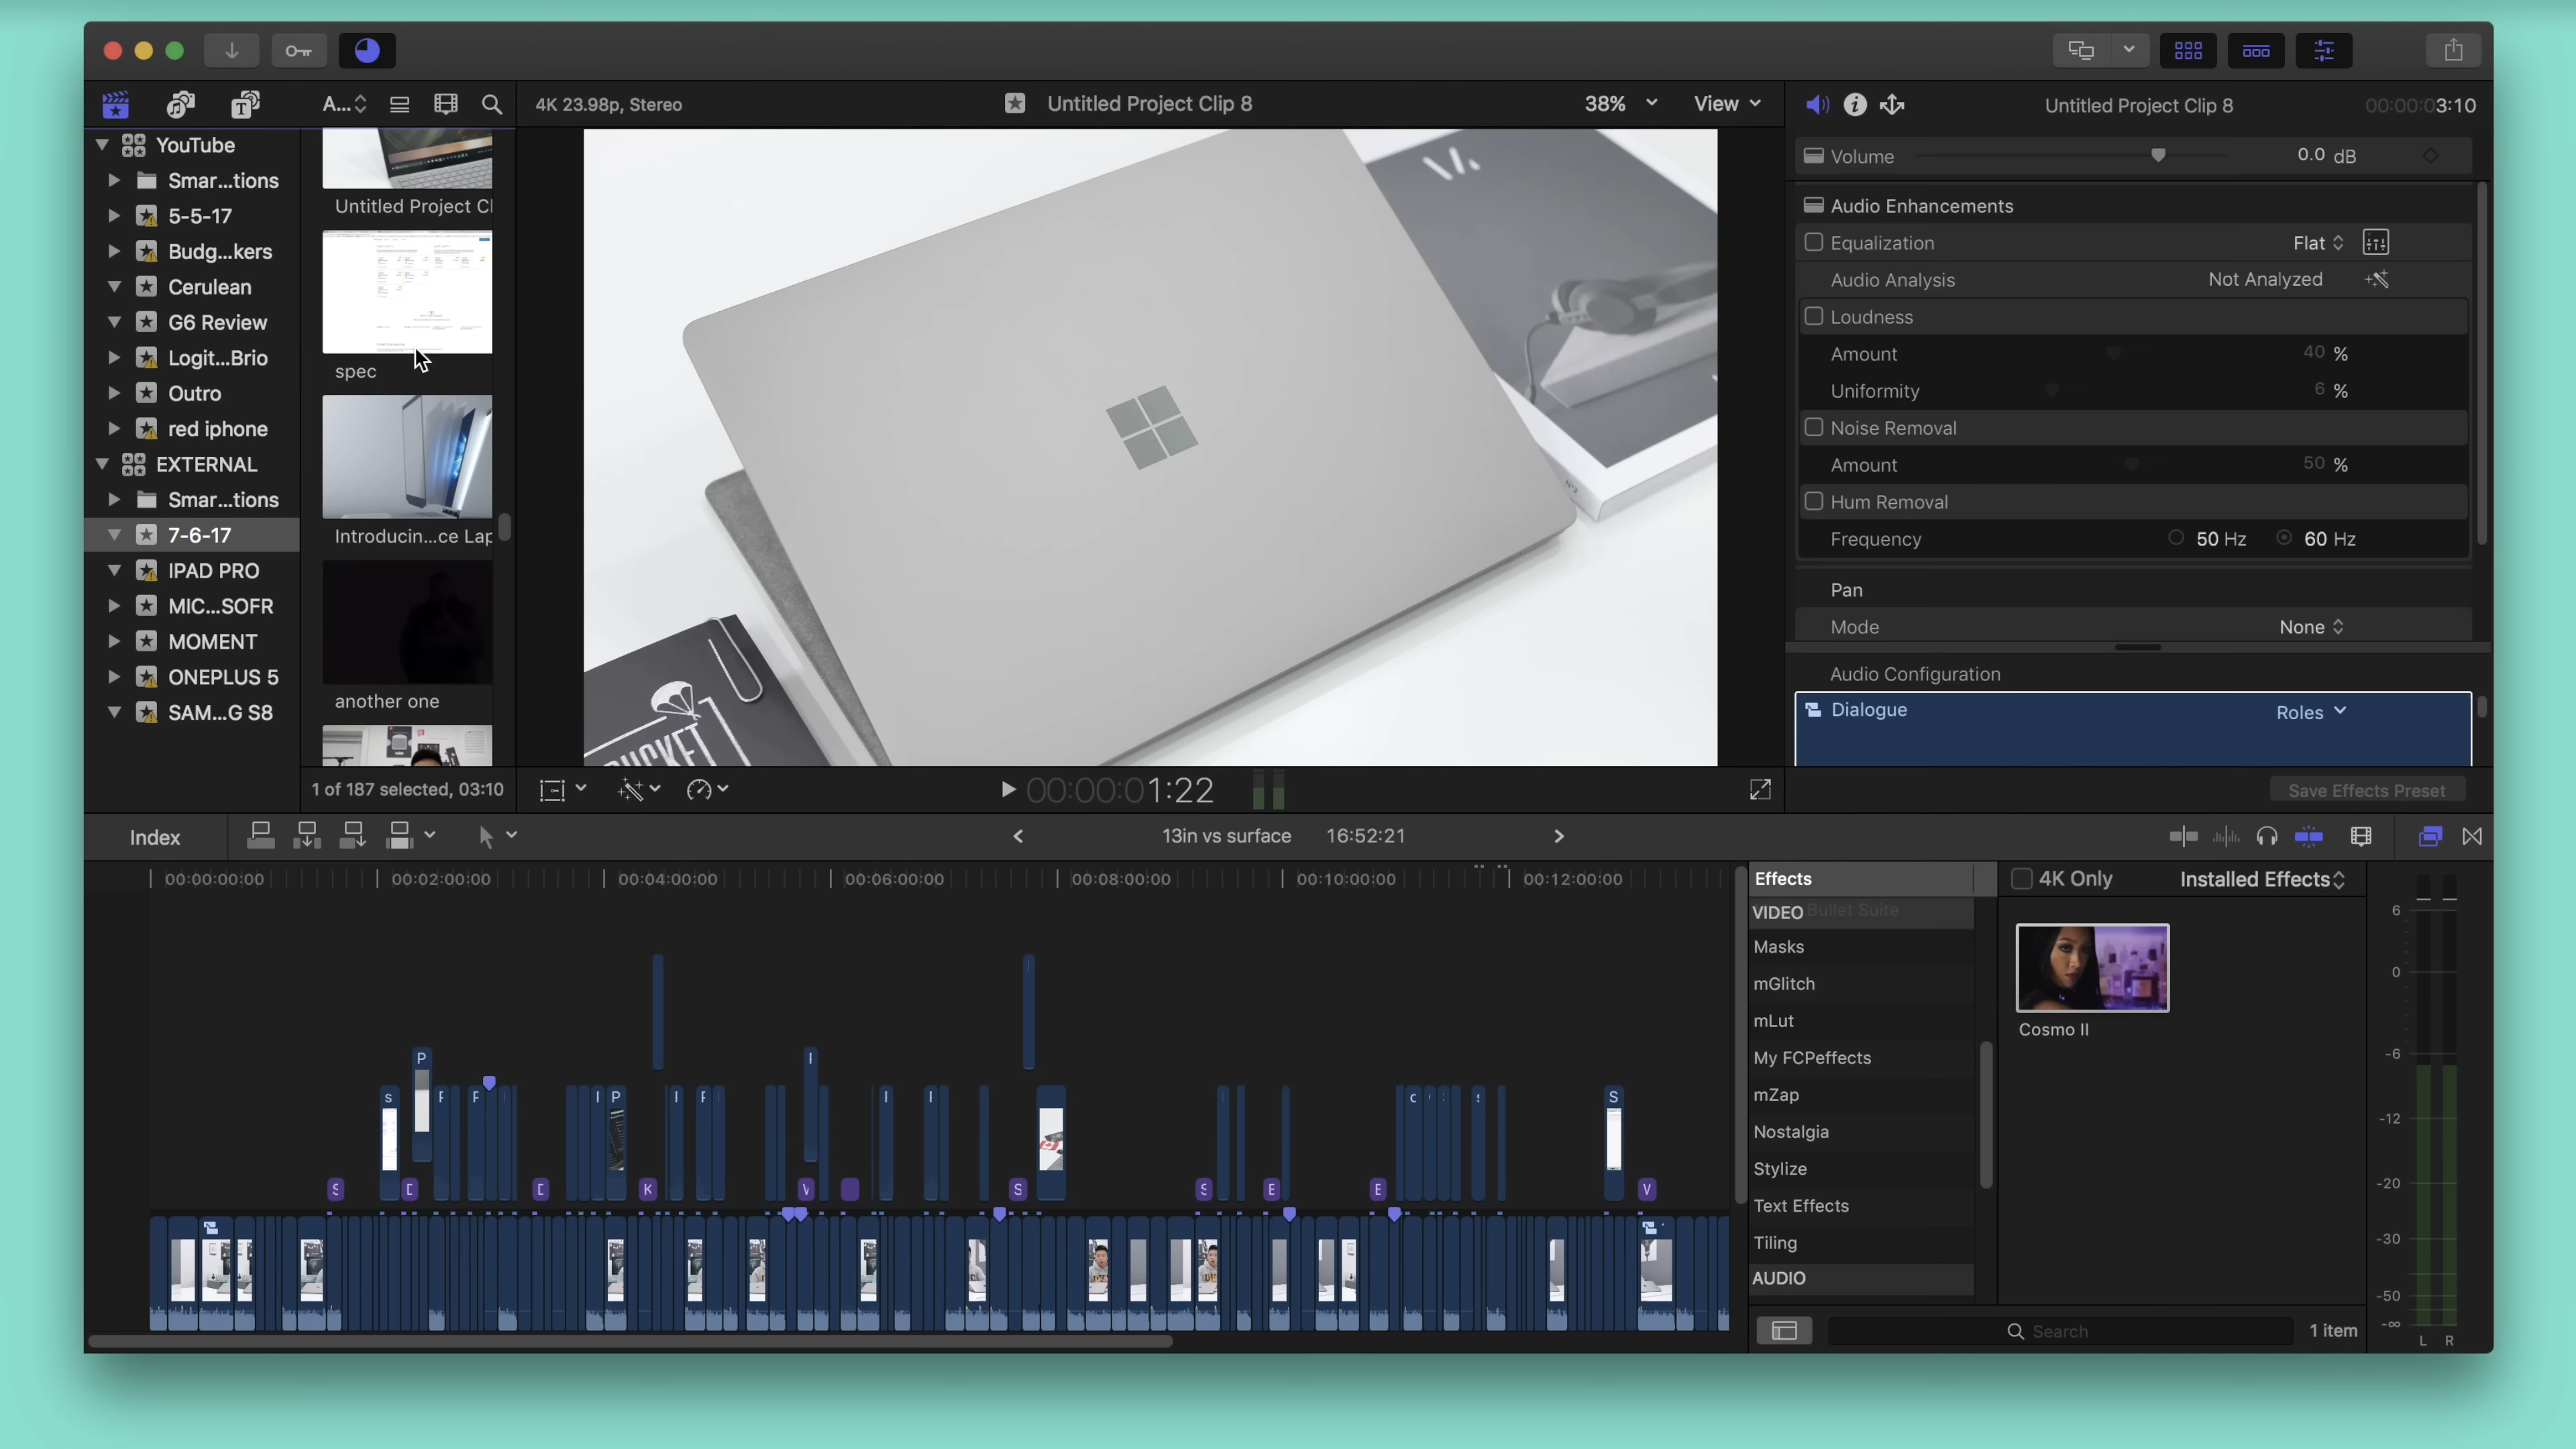 A...
4K 23.98p, Stereo
Untitled Project Clip 8
38%
View
Untitled Project Clip 8
00:00:03:10
YouTube
Smar...tions
5-5-17
Budg...kers
Cerulean
G6 Review
Logit...Brio
Outro
red iphone
EXTERNAL
Smar...tions
7-6-17
IPAD PRO
MIC...SOFR
MOMENT
ONEPLUS 5
SAM...G S8
Untitled Project Cl
spec
Introducin...ce Lap
another one
1 of 187 selected, 03:10
00:00:01:22
Volume
0.0 dB
Audio Enhancements
Equalization
Flat
Audio Analysis
Not Analyzed
Loudness
Amount
40 %
Uniformity
6 %
Noise Removal
Amount
50 %
Hum Removal
Frequency
50 Hz
60 Hz
Pan
Mode
None
Audio Configuration
Dialogue
Roles
Save Effects Preset
Index
13in vs surface
16:52:21
00:00:00:00
00:02:00:00
00:04:00:00
00:06:00:00
00:08:00:00
00:10:00:00
00:12:00:00
Effects
4K Only
Installed Effects
VIDEO
Bullet Suite
Masks
mGlitch
mLut
My FCPeffects
mZap
Nostalgia
Stylize
Text Effects
Tiling
AUDIO
Cosmo II
Search
1 item
6
0
-6
-12
-20
-30
-50
-∞
L R